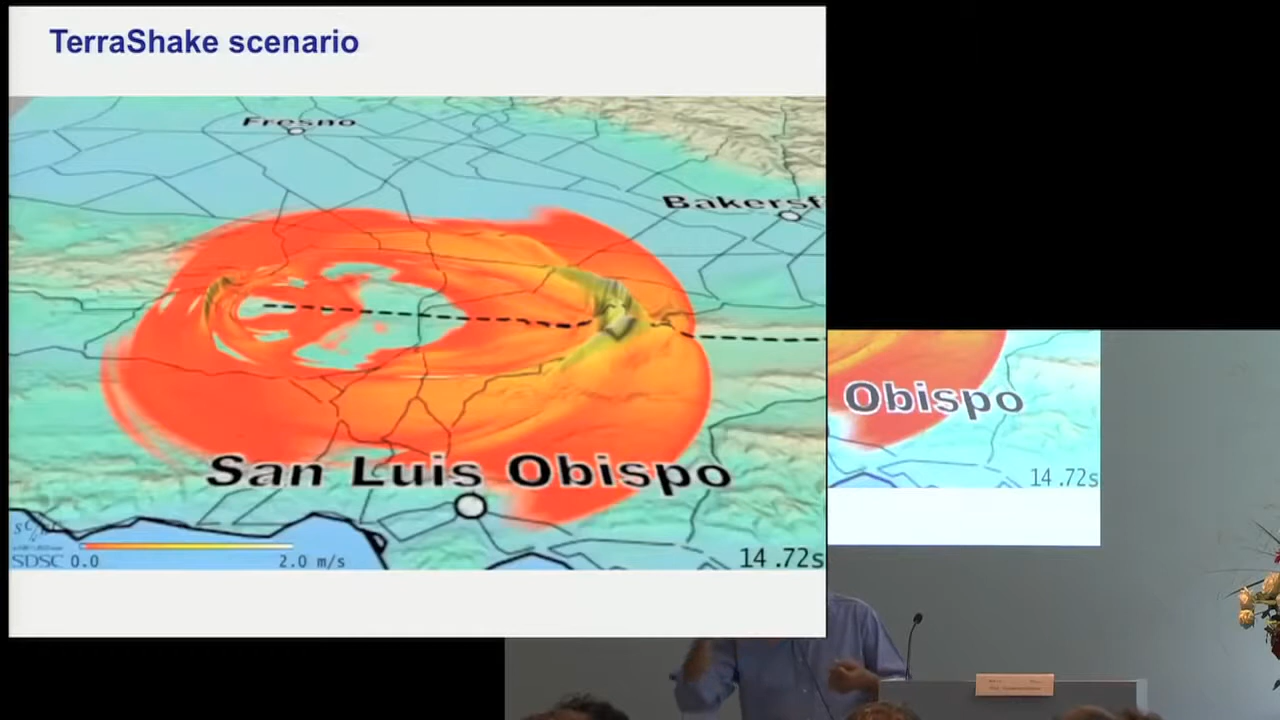 TerraShake scenario
Fresno
Bakersf
San Luis Obispo
SDSC 0.0
2.0 m/s
14.72s
Obispo
14.72s